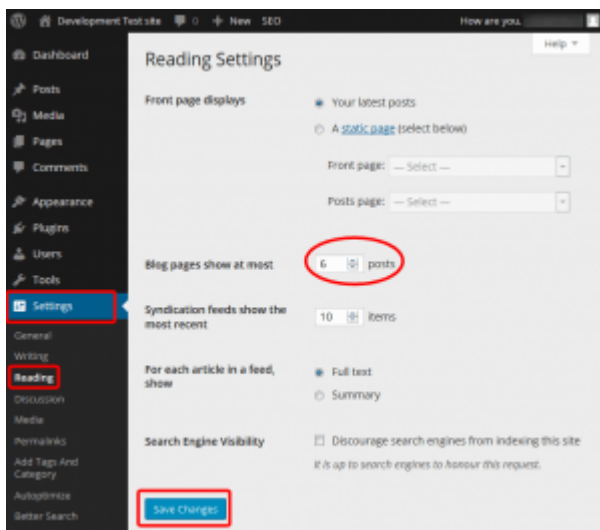 Development Test site 0 + New SEO How are you,
Help
Dashboard
Posts
Media
Pages
Comments
Appearance
Plugins
Users
Tools
Settings
General
Writing
Reading
Discussion
Media
Permalinks
Add Tags And
Category
Autoptimize
Better Search
Reading Settings
Front page displays
Your latest posts
A static page (select below)
Front page: — Select —
Posts page: — Select —
Blog pages show at most 6 posts
Syndication feeds show the
most recent
10 items
For each article in a feed,
show
Full text
Summary
Search Engine Visibility
Discourage search engines from indexing this site
It is up to search engines to honour this request.
Save Changes